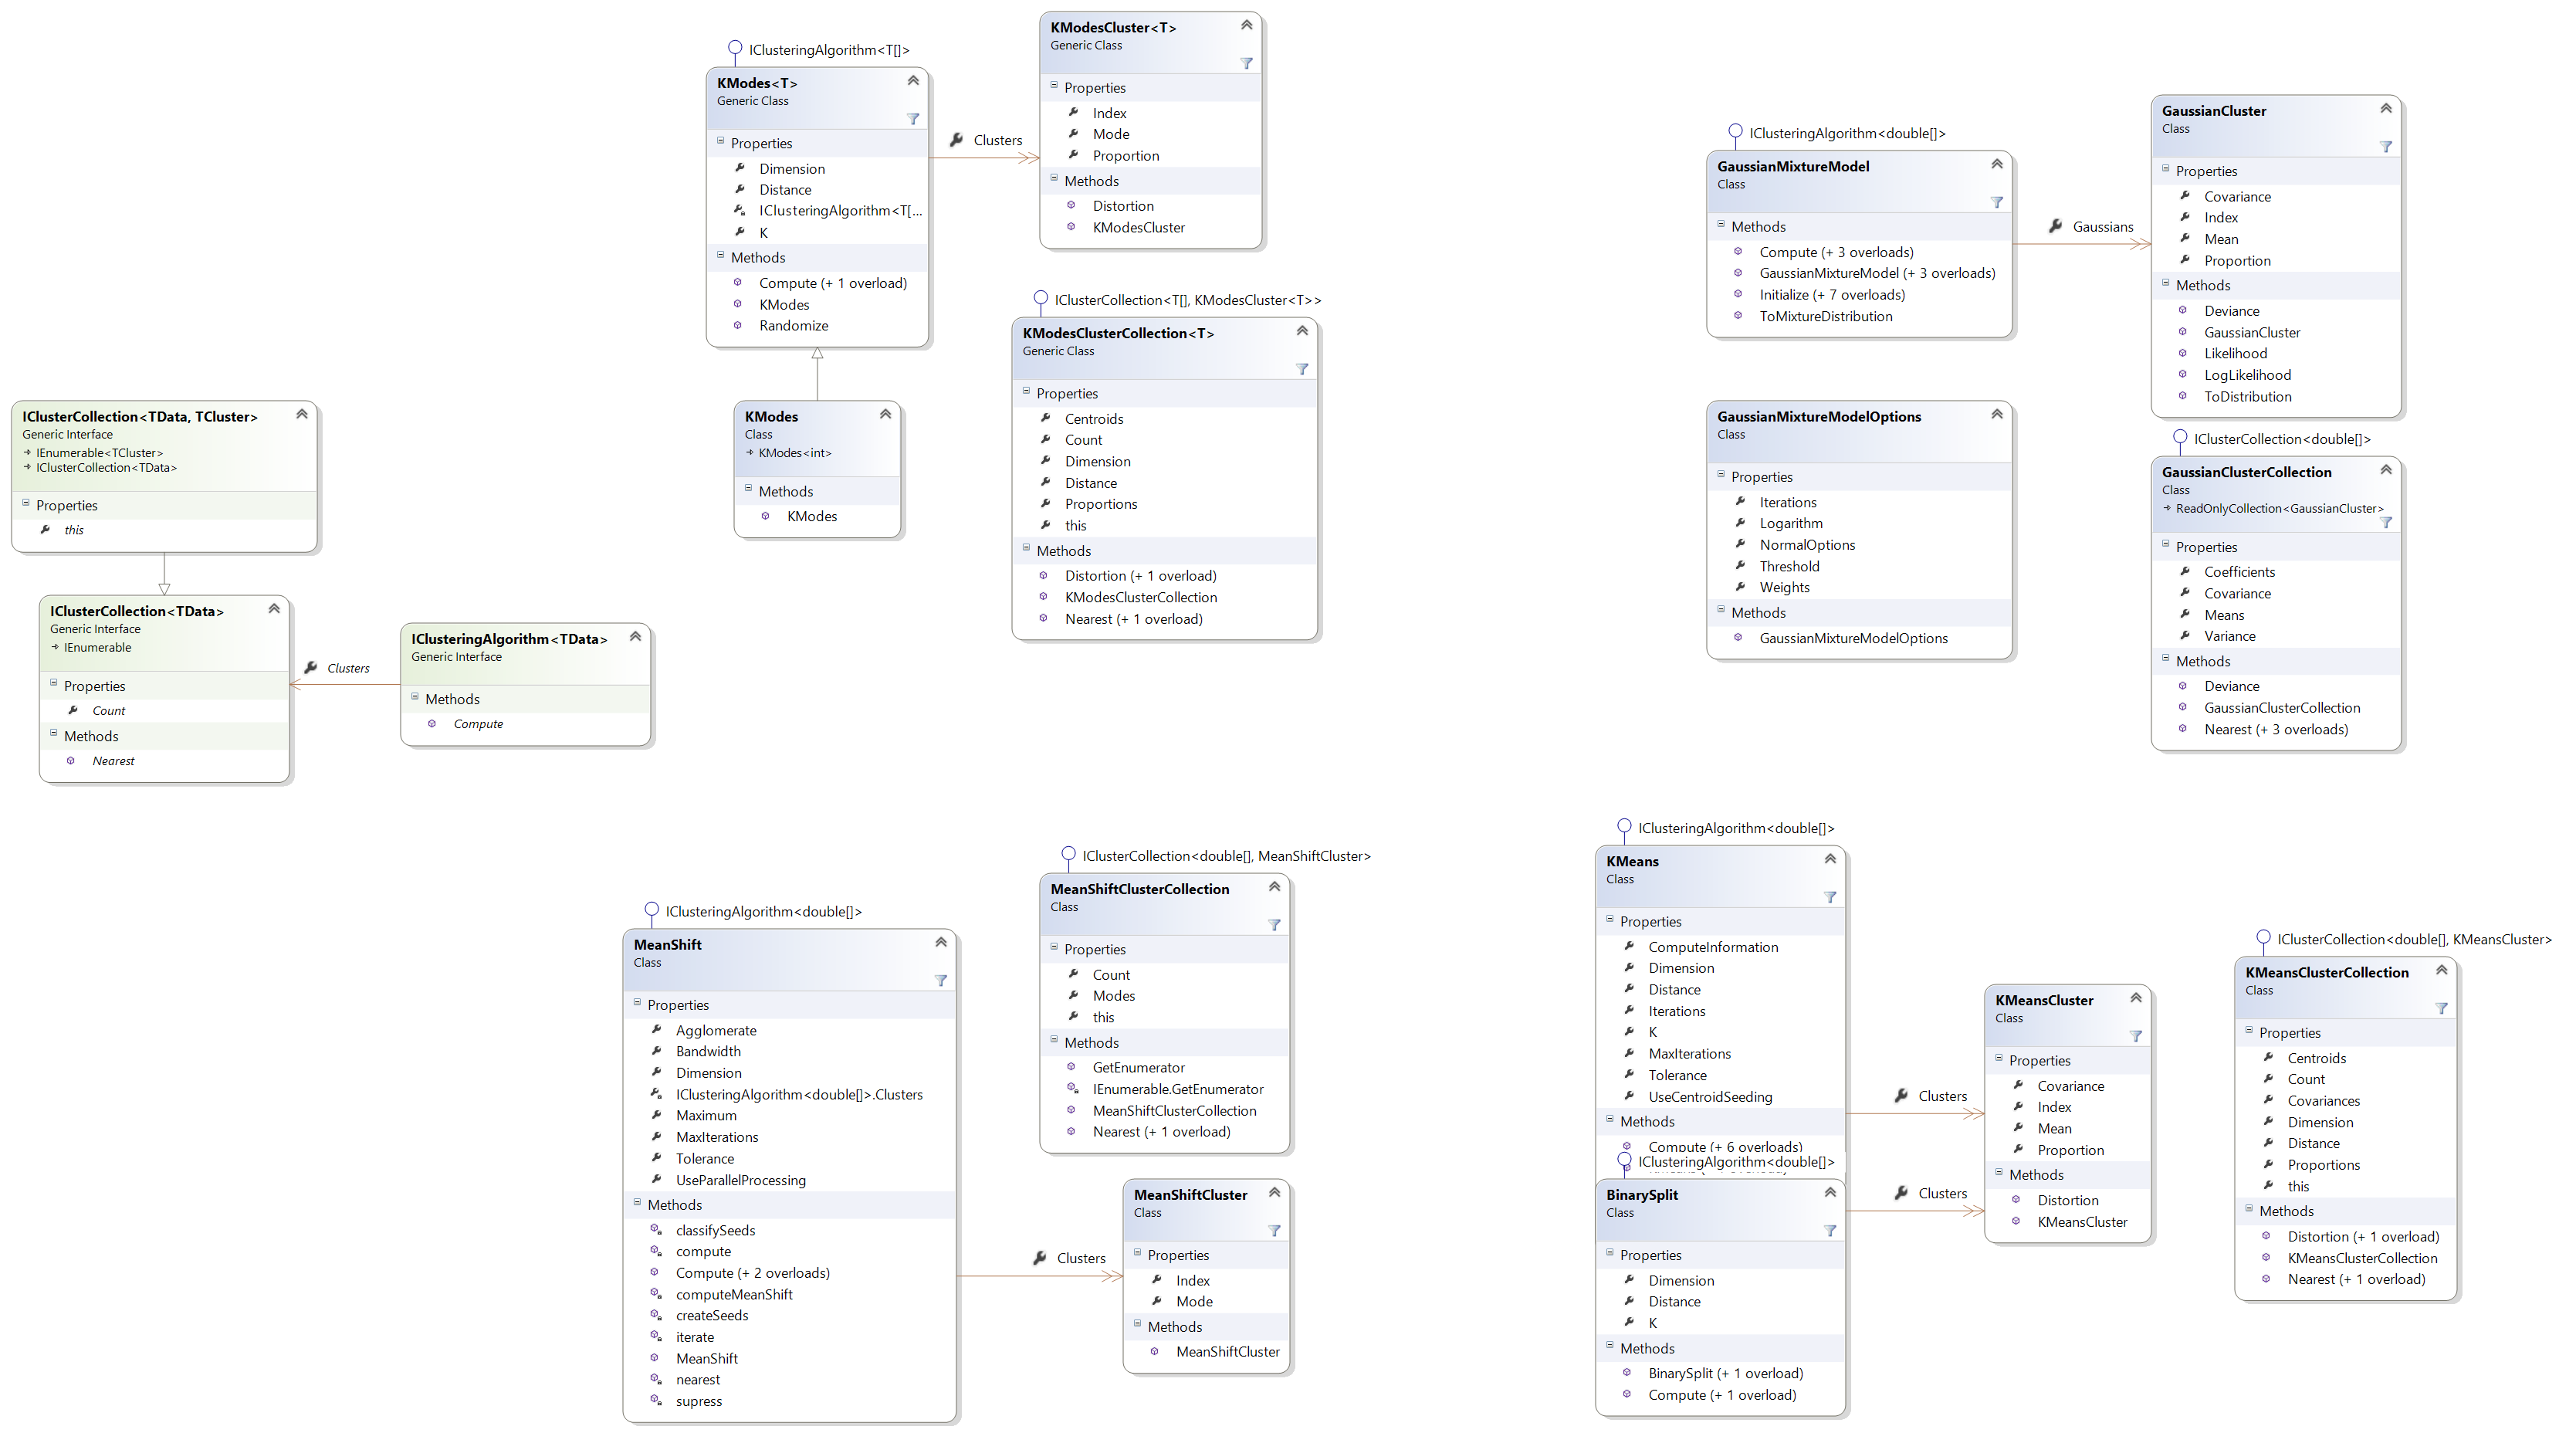 IClusterCollection<TData, TCluster>
Generic Interface
IEnumerable<TCluster>
IClusterCollection<TData>
Properties
this
IClusterCollection<TData>
Generic Interface
IEnumerable
Properties
Count
Methods
Nearest
Clusters
IClusteringAlgorithm<TData>
Generic Interface
Methods
Compute
IClusteringAlgorithm<T[]>
KModes<T>
Generic Class
Properties
Dimension
Distance
IClusteringAlgorithm<T[...
K
Methods
Compute (+ 1 overload)
KModes
Randomize
Clusters
KModes
Class
KModes<int>
Methods
KModes
KModesCluster<T>
Generic Class
Properties
Index
Mode
Proportion
Methods
Distortion
KModesCluster
IClusterCollection<T[], KModesCluster<T>>
KModesClusterCollection<T>
Generic Class
Properties
Centroids
Count
Dimension
Distance
Proportions
this
Methods
Distortion (+ 1 overload)
KModesClusterCollection
Nearest (+ 1 overload)
IClusteringAlgorithm<double[]>
GaussianMixtureModel
Class
Methods
Compute (+ 3 overloads)
GaussianMixtureModel (+ 3 overloads)
Initialize (+ 7 overloads)
ToMixtureDistribution
Gaussians
GaussianMixtureModelOptions
Class
Properties
Iterations
Logarithm
NormalOptions
Threshold
Weights
Methods
GaussianMixtureModelOptions
GaussianCluster
Class
Properties
Covariance
Index
Mean
Proportion
Methods
Deviance
GaussianCluster
Likelihood
LogLikelihood
ToDistribution
IClusterCollection<double[]>
GaussianClusterCollection
Class
ReadOnlyCollection<GaussianCluster>
Properties
Coefficients
Covariance
Means
Variance
Methods
Deviance
GaussianClusterCollection
Nearest (+ 3 overloads)
IClusteringAlgorithm<double[]>
MeanShift
Class
Properties
Agglomerate
Bandwidth
Dimension
IClusteringAlgorithm<double[]>.Clusters
Maximum
MaxIterations
Tolerance
UseParallelProcessing
Methods
classifySeeds
compute
Compute (+ 2 overloads)
computeMeanShift
createSeeds
iterate
MeanShift
nearest
supress
Clusters
IClusterCollection<double[], MeanShiftCluster>
MeanShiftClusterCollection
Class
Properties
Count
Modes
this
Methods
GetEnumerator
IEnumerable.GetEnumerator
MeanShiftClusterCollection
Nearest (+ 1 overload)
MeanShiftCluster
Class
Properties
Index
Mode
Methods
MeanShiftCluster
IClusteringAlgorithm<double[]>
KMeans
Class
Properties
ComputeInformation
Dimension
Distance
Iterations
K
MaxIterations
Tolerance
UseCentroidSeeding
Methods
Compute (+ 6 overloads)
Clusters
IClusteringAlgorithm<double[]>
BinarySplit
Class
Properties
Dimension
Distance
K
Methods
BinarySplit (+ 1 overload)
Compute (+ 1 overload)
Clusters
KMeansCluster
Class
Properties
Covariance
Index
Mean
Proportion
Methods
Distortion
KMeansCluster
IClusterCollection<double[], KMeansCluster>
KMeansClusterCollection
Class
Properties
Centroids
Count
Covariances
Dimension
Distance
Proportions
this
Methods
Distortion (+ 1 overload)
KMeansClusterCollection
Nearest (+ 1 overload)